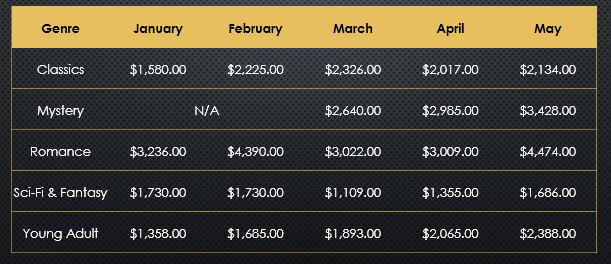 Genre January February March April May
Classics $1,580.00 $2,225.00 $2,326.00 $2,017.00 $2,134.00
Mystery N/A $2,640.00 $2,985.00 $3,428.00
Romance $3,236.00 $4,390.00 $3,022.00 $3,009.00 $4,474.00
Sci-Fi & Fantasy $1,730.00 $1,730.00 $1,109.00 $1,355.00 $1,686.00
Young Adult $1,358.00 $1,685.00 $1,893.00 $2,065.00 $2,388.00